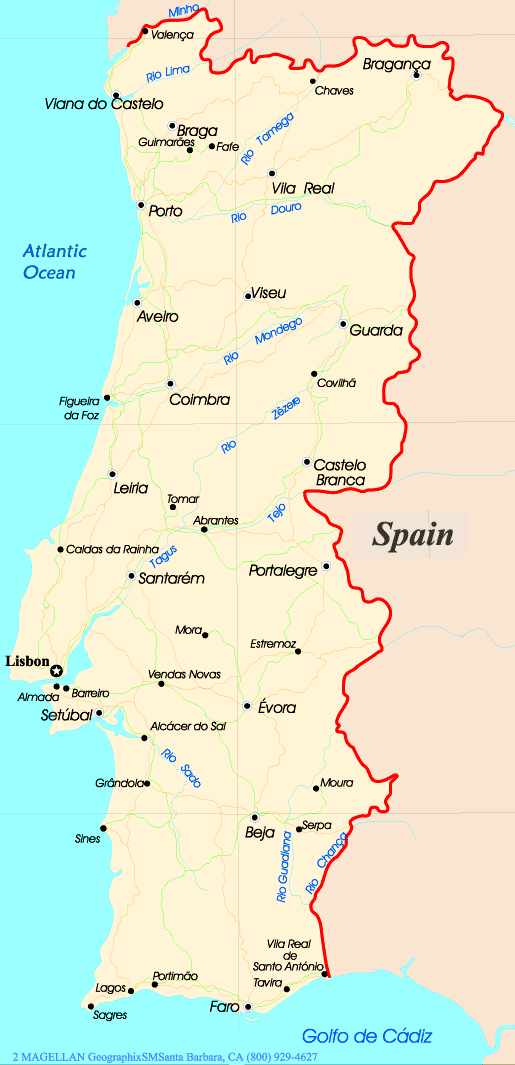 Minho
Valença
Bragança
Rio Lima
Chaves
Viana do Castelo
Rio Tamega
Braga
Guimarães
Fafe
Vila Real
Porto
Rio Douro
Atlantic
Ocean
Viseu
Aveiro
Rio Mondego
Guarda
Covilhã
Coimbra
Figueira
da Foz
Rio Zêzere
Castelo
Branca
Leiria
Tomar
Tejo
Abrantes
Spain
Caldas da Rainha
Tagus
Santarém
Portalegre
Mora
Estremoz
Lisbon
Vendas Novas
Almada
Barreiro
Setúbal
Évora
Alcácer do Sal
Rio Sado
Grândola
Moura
Beja
Serpa
Sines
Rio Guadiana
Rio Chança
Vila Real
de
Santo António
Portimão
Lagos
Tavira
Sagres
Faro
Golfo de Cádiz
2 MAGELLAN GeographixSMSanta Barbara, CA (800) 929-4627